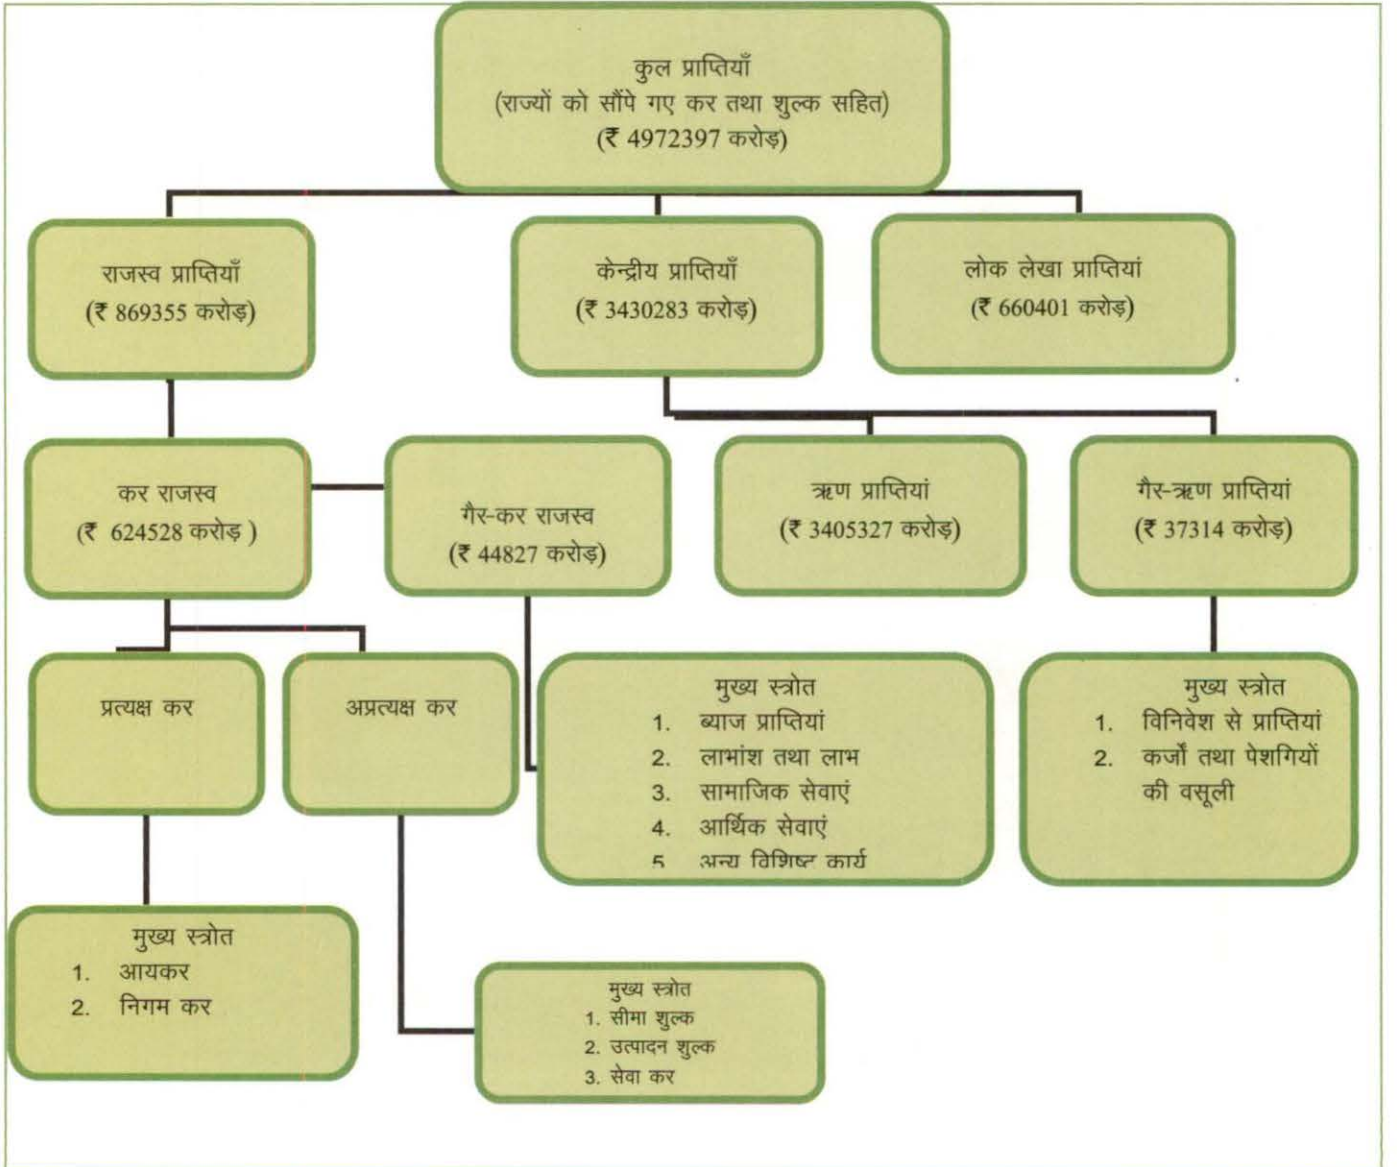 कुल प्राप्तियाँ
(राज्यों को सौंपे गए कर तथा शुल्क सहित)
(₹ 4972397 करोड़)
राजस्व प्राप्तियाँ
(₹ 869355 करोड़)
केन्द्रीय प्राप्तियाँ
(₹ 3430283 करोड़)
लोक लेखा प्राप्तियां
(₹ 660401 करोड़)
कर राजस्व
(₹ 624528 करोड़ )
गैर-कर राजस्व
(₹ 44827 करोड़)
ऋण प्राप्तियां
(₹ 3405327 करोड़)
गैर-ऋण प्राप्तियां
(₹ 37314 करोड़)
प्रत्यक्ष कर
अप्रत्यक्ष कर
मुख्य स्त्रोत
1. ब्याज प्राप्तियां
2. लाभांश तथा लाभ
3. सामाजिक सेवाएं
4. आर्थिक सेवाएं
5 अन्य विशिष्ट कार्य
मुख्य स्त्रोत
1. विनिवेश से प्राप्तियां
2. कर्जों तथा पेशगियों
की वसूली
मुख्य स्त्रोत
1. आयकर
2. निगम कर
मुख्य स्त्रोत
1. सीमा शुल्क
2. उत्पादन शुल्क
3. सेवा कर